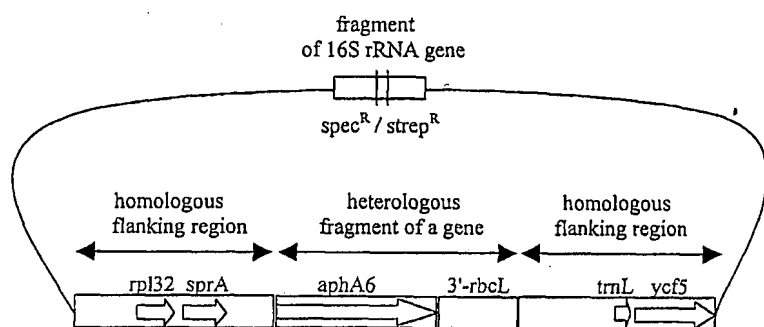 fragment
of 16S rRNA gene
spec^R / strep^R
homologous
flanking region
heterologous
fragment of a gene
homologous
flanking region
rpl32 sprA aphA6 3'-rbcL trnL ycf5